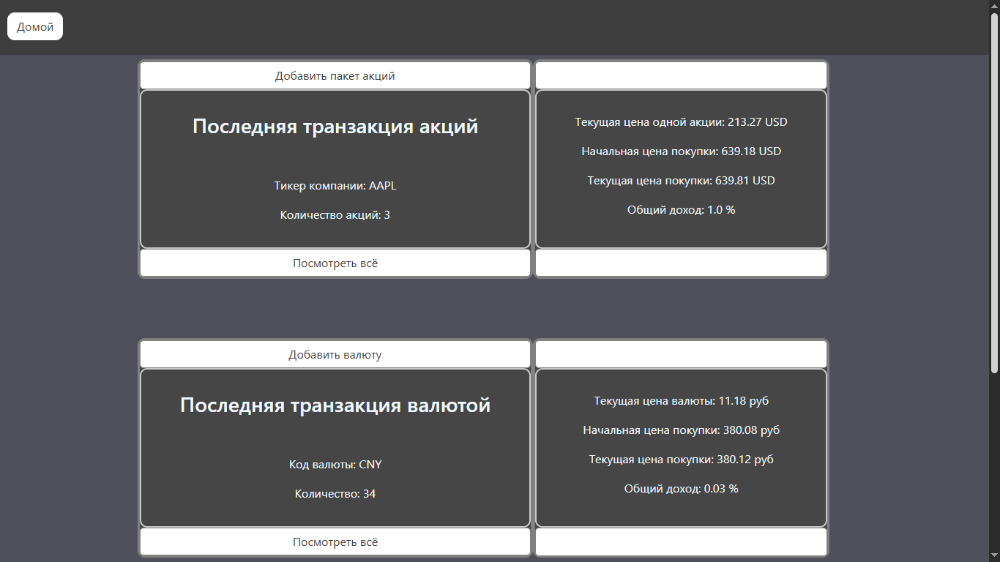 Домой
Добавить пакет акций
Последняя транзакция акций
Тикер компании: AAPL
Количество акций: 3
Посмотреть всё
Текущая цена одной акции: 213.27 USD
Начальная цена покупки: 639.18 USD
Текущая цена покупки: 639.81 USD
Общий доход: 1.0 %
Добавить валюту
Последняя транзакция валютой
Код валюты: CNY
Количество: 34
Посмотреть всё
Текущая цена валюты: 11.18 руб
Начальная цена покупки: 380.08 руб
Текущая цена покупки: 380.12 руб
Общий доход: 0.03 %